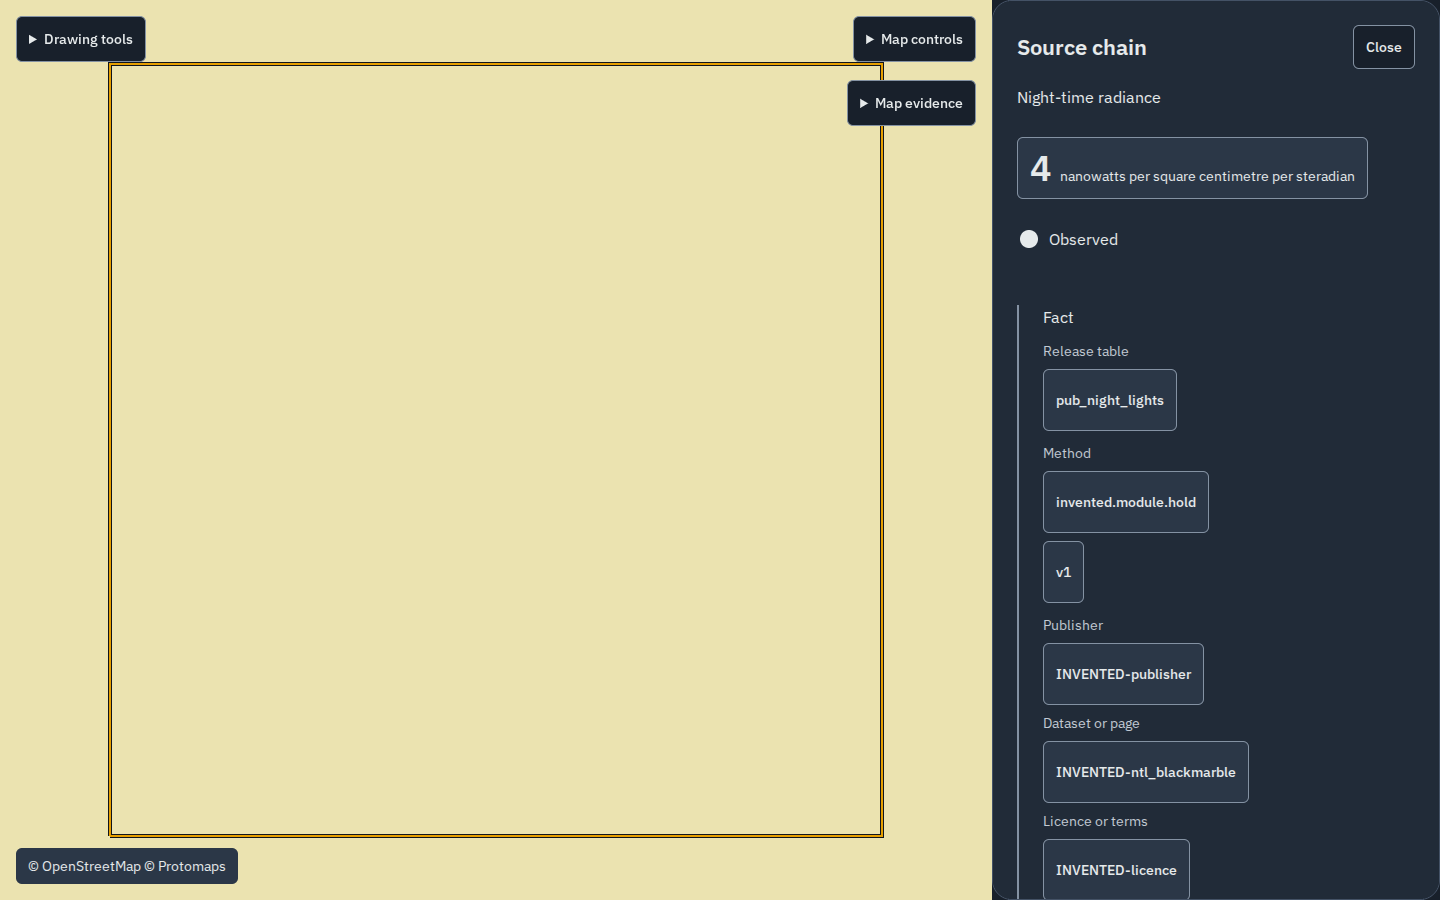 Drawing tools
Map controls
Map evidence
© OpenStreetMap © Protomaps
Source chain
Close
Night-time radiance
4 nanowatts per square centimetre per steradian
Observed
Fact
Release table
pub_night_lights
Method
invented.module.hold
v1
Publisher
INVENTED-publisher
Dataset or page
INVENTED-ntl_blackmarble
Licence or terms
INVENTED-licence